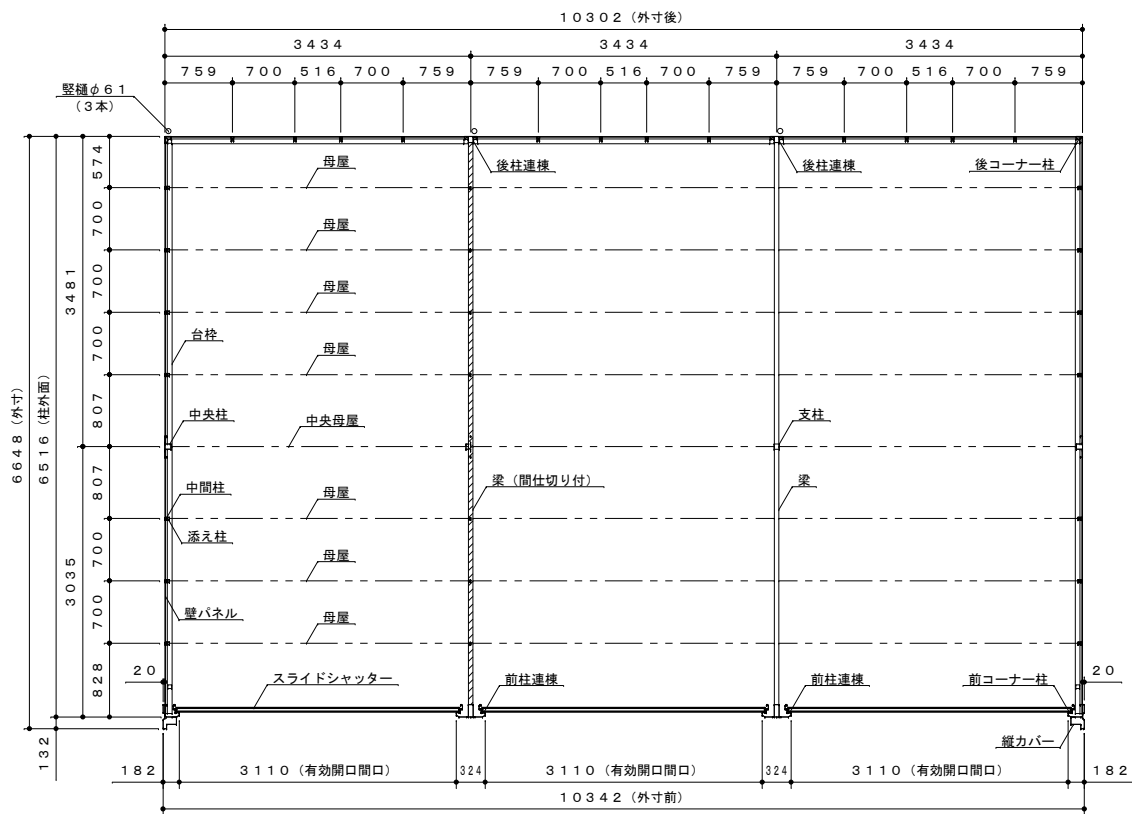 １０３０２（外寸後）
３４３４ ３４３４ ３４３４
７５９ ７００ ５１６ ７００ ７５９ ７５９ ７００ ５１６ ７００ ７５９ ７５９ ７００ ５１６ ７００ ７５９
竪樋φ６１
（３本）
後柱連棟 後柱連棟 後コーナー柱
母屋
母屋
母屋
母屋
台枠
中央柱 中央母屋 支柱
中間柱 母屋 梁（間仕切り付） 梁
添え柱
母屋
壁パネル
母屋
スライドシャッター 前柱連棟 前柱連棟 前コーナー柱
縦カバー
６６４８（外寸）
６５１６（柱外面）
１３２
３４８１
３０３５
５７４
７００
７００
７００
８０７
８０７
７００
７００
８２８
２０ ２０
１８２ ３１１０（有効開口間口） ３２４ ３１１０（有効開口間口） ３２４ ３１１０（有効開口間口） １８２
１０３４２（外寸前）